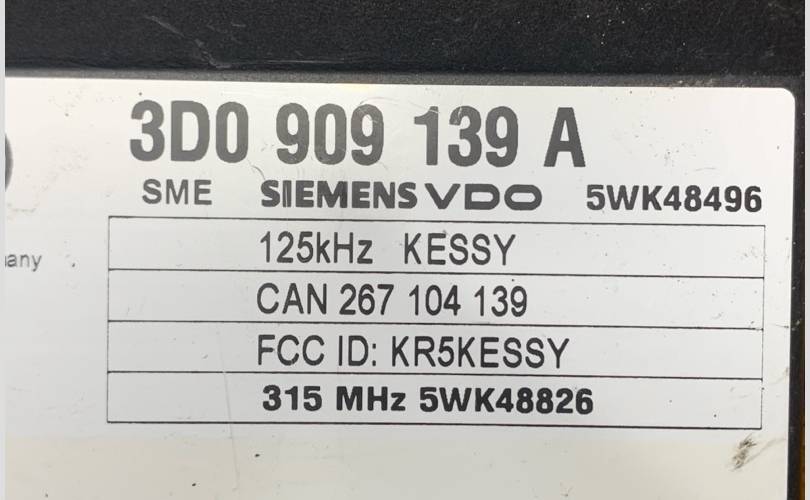 3D0 909 139 A
SME SIEMENS VDO 5WK48496
125kHz KESSY
any
CAN 267 104 139
FCC ID: KR5KESSY
315 MHz 5WK48826